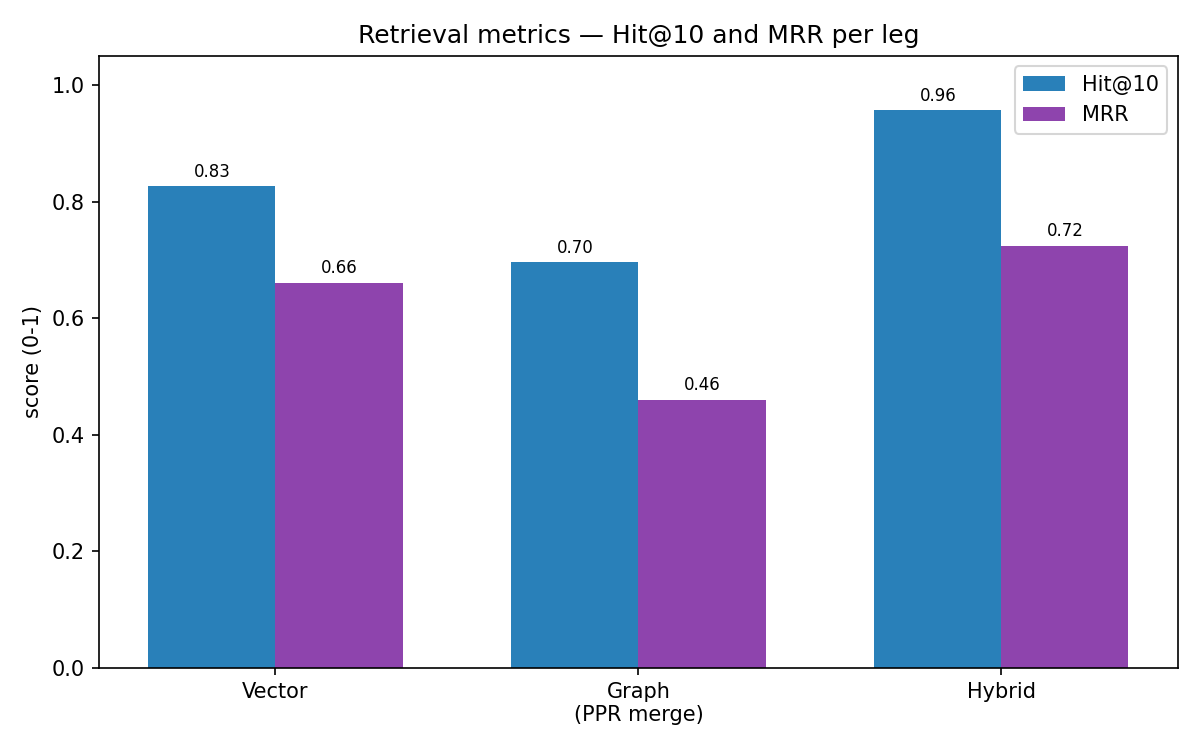 Retrieval metrics — Hit@10 and MRR per leg
Hit@10
MRR
score (0-1)
1.0
0.8
0.6
0.4
0.2
0.0
0.83
0.66
0.70
0.46
0.96
0.72
Vector
Graph
(PPR merge)
Hybrid